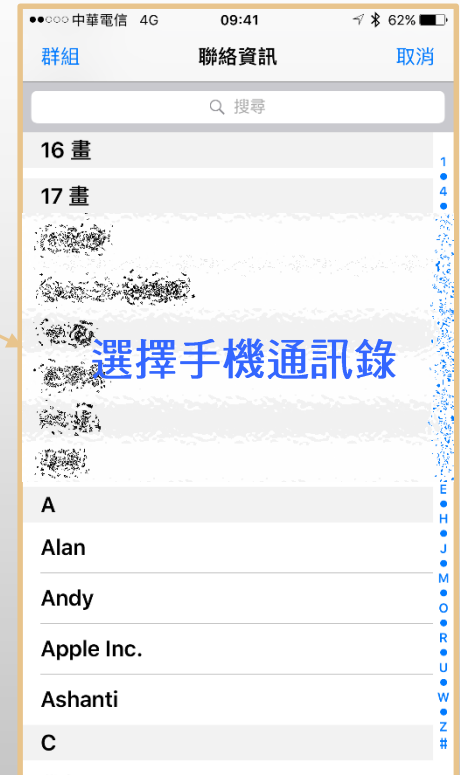 中華電信 4G 09:41 62%
群組 聯絡資訊 取消
搜尋
16 畫
17 畫
選擇手機通訊錄
A
Alan
Andy
Apple Inc.
Ashanti
C
1
4
E
H
J
M
O
R
U
W
Z
#